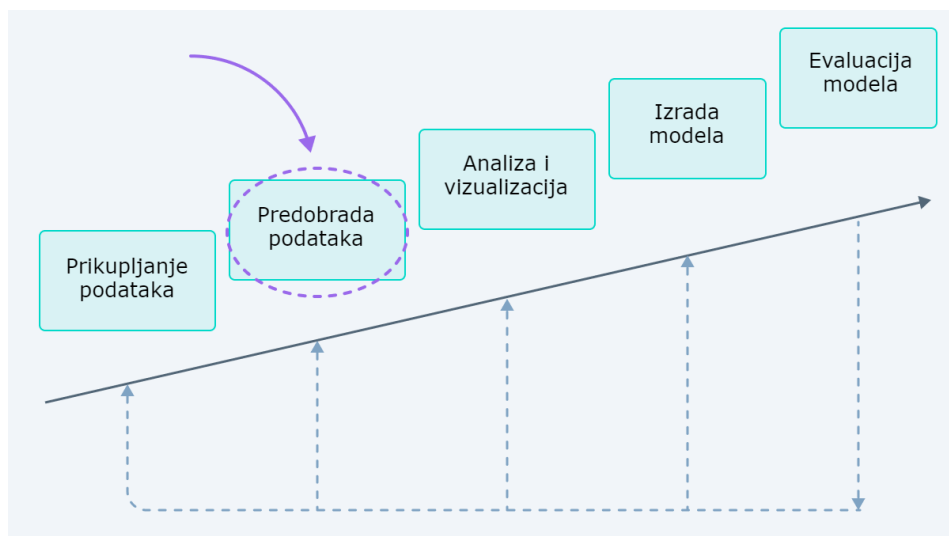 Prikupljanje
podataka
Predobrada
podataka
Analiza i
vizualizacija
Izrada
modela
Evaluacija
modela